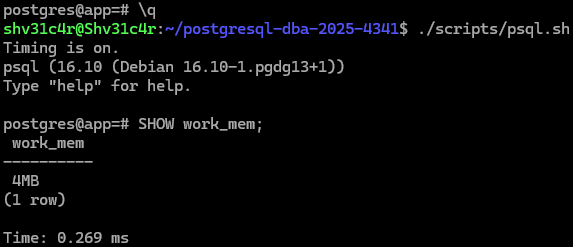 postgres@app=# \q
shv31c4r@Shv31c4r:~/postgresql-dba-2025-4341$ ./scripts/psql.sh
Timing is on.
psql (16.10 (Debian 16.10-1.pgdg13+1))
Type "help" for help.

postgres@app=# SHOW work_mem;
 work_mem
----------
 4MB
(1 row)

Time: 0.269 ms